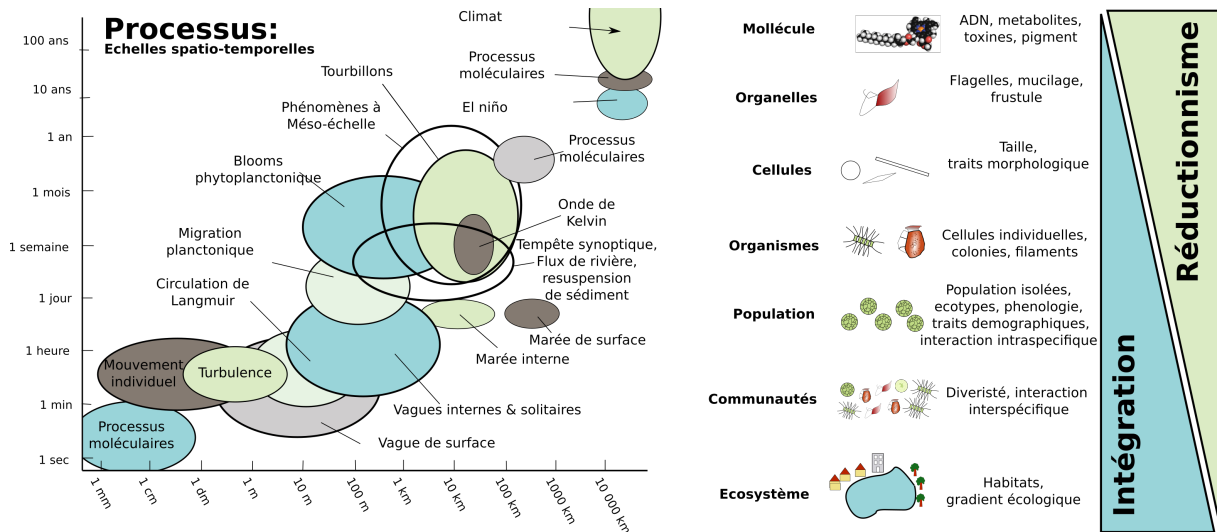 Processus:
Echelles spatio-temporelles
100 ans
10 ans
1 an
1 mois
1 semaine
1 jour
1 heure
1 min
1 sec
1 mm
1 cm
1 dm
1 m
10 m
100 m
1 km
10 km
100 km
1000 km
10 000 km
Climat
Processus
moléculaires
El niño
Tourbillons
Phénomènes à
Méso-échelle
Processus
moléculaires
Blooms
phytoplanctonique
Onde de
Kelvin
Migration
planctonique
Tempête synoptique,
Flux de rivière,
resuspension
de sédiment
Circulation de
Langmuir
Marée de surface
Marée interne
Mouvement
individuel
Turbulence
Vagues internes & solitaires
Processus
moléculaires
Vague de surface
Mollécule
ADN, metabolites,
toxines, pigment
Organelles
Flagelles, mucilage,
frustule
Cellules
Taille,
traits morphologique
Organismes
Cellules individuelles,
colonies, filaments
Population
Population isolées,
ecotypes, phenologie,
traits demographiques,
interaction intraspecifique
Communautés
Diveristé, interaction
interspécifique
Ecosystème
Habitats,
gradient écologique
Intégration
Réductionnisme